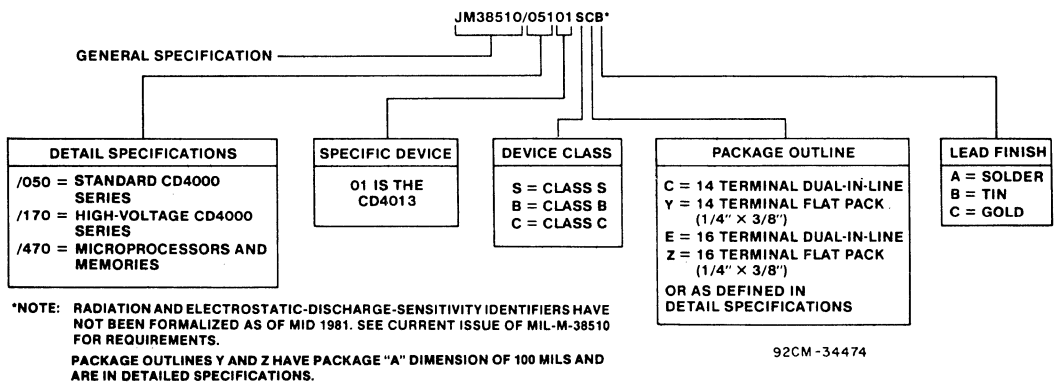 JM38510/05101SCB*
GENERAL SPECIFICATION
DETAIL SPECIFICATIONS
/050 = STANDARD CD4000
SERIES
/170 = HIGH-VOLTAGE CD4000
SERIES
/470 = MICROPROCESSORS AND
MEMORIES
SPECIFIC DEVICE
01 IS THE
CD4013
DEVICE CLASS
S = CLASS S
B = CLASS B
C = CLASS C
PACKAGE OUTLINE
C = 14 TERMINAL DUAL-IN-LINE
Y = 14 TERMINAL FLAT PACK
(1/4" × 3/8")
E = 16 TERMINAL DUAL-IN-LINE
Z = 16 TERMINAL FLAT PACK
(1/4" × 3/8")
OR AS DEFINED IN
DETAIL SPECIFICATIONS
LEAD FINISH
A = SOLDER
B = TIN
C = GOLD
*NOTE: RADIATION AND ELECTROSTATIC-DISCHARGE-SENSITIVITY IDENTIFIERS HAVE
NOT BEEN FORMALIZED AS OF MID 1981. SEE CURRENT ISSUE OF MIL-M-38510
FOR REQUIREMENTS.
PACKAGE OUTLINES Y AND Z HAVE PACKAGE "A" DIMENSION OF 100 MILS AND
ARE IN DETAILED SPECIFICATIONS.
92CM-34474